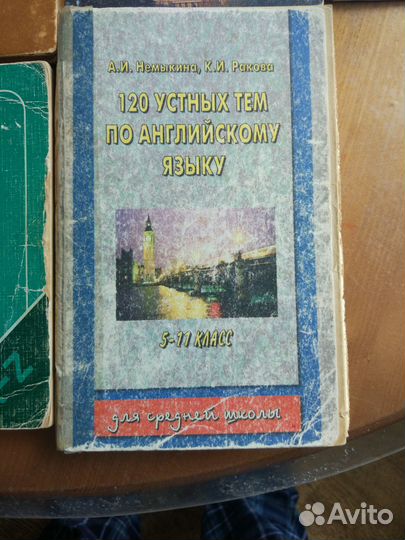 А.И. Немыкина, К.И. Ракова
120 УСТНЫХ ТЕМ
ПО АНГЛИЙСКОМУ
ЯЗЫКУ
5-11 КЛАСС
для средней школы
Avito